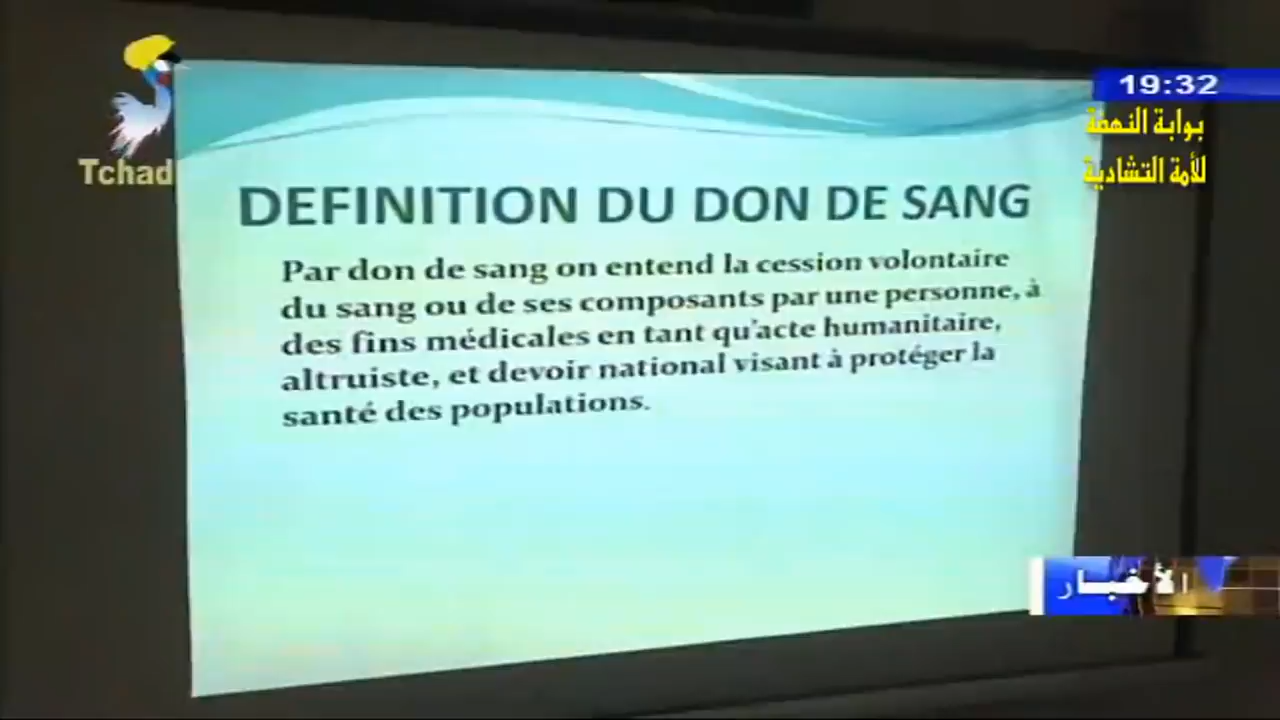 Tchad
19:32
بوابة النهضة
للأمة التشادية
DEFINITION DU DON DE SANG
Par don de sang on entend la cession volontaire
du sang ou de ses composants par une personne, à
des fins médicales en tant qu'acte humanitaire,
altruiste, et devoir national visant à protéger la
santé des populations.
الأخبار